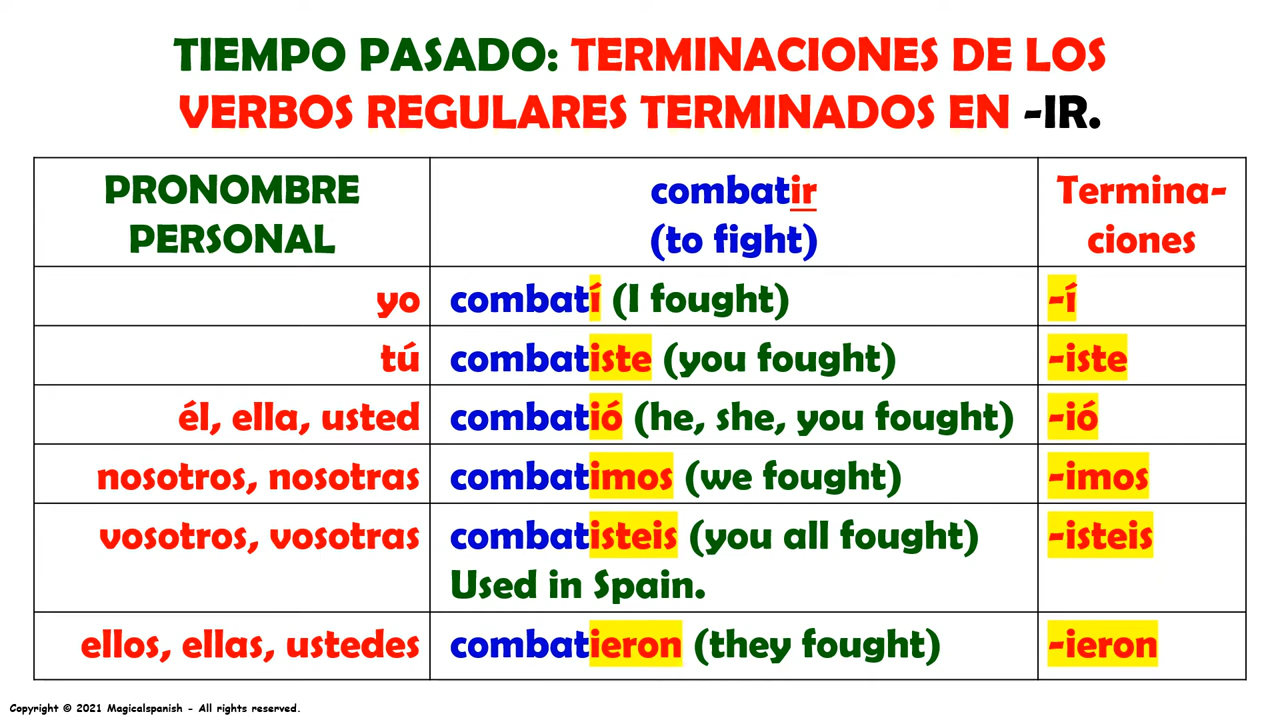 TIEMPO PASADO: TERMINACIONES DE LOS
VERBOS REGULARES TERMINADOS EN -IR.
PRONOMBRE
PERSONAL
combatir
(to fight)
Termina-
ciones
yo
combatí (I fought)
-í
tú
combatiste (you fought)
-iste
él, ella, usted
combatió (he, she, you fought)
-ió
nosotros, nosotras
combatimos (we fought)
-imos
vosotros, vosotras
combatisteis (you all fought)
Used in Spain.
-isteis
ellos, ellas, ustedes
combatieron (they fought)
-ieron
Copyright © 2021 Magicalspanish - All rights reserved.